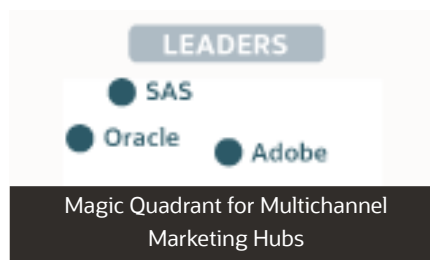 LEADERS
SAS
Oracle
Adobe
Magic Quadrant for Multichannel
Marketing Hubs